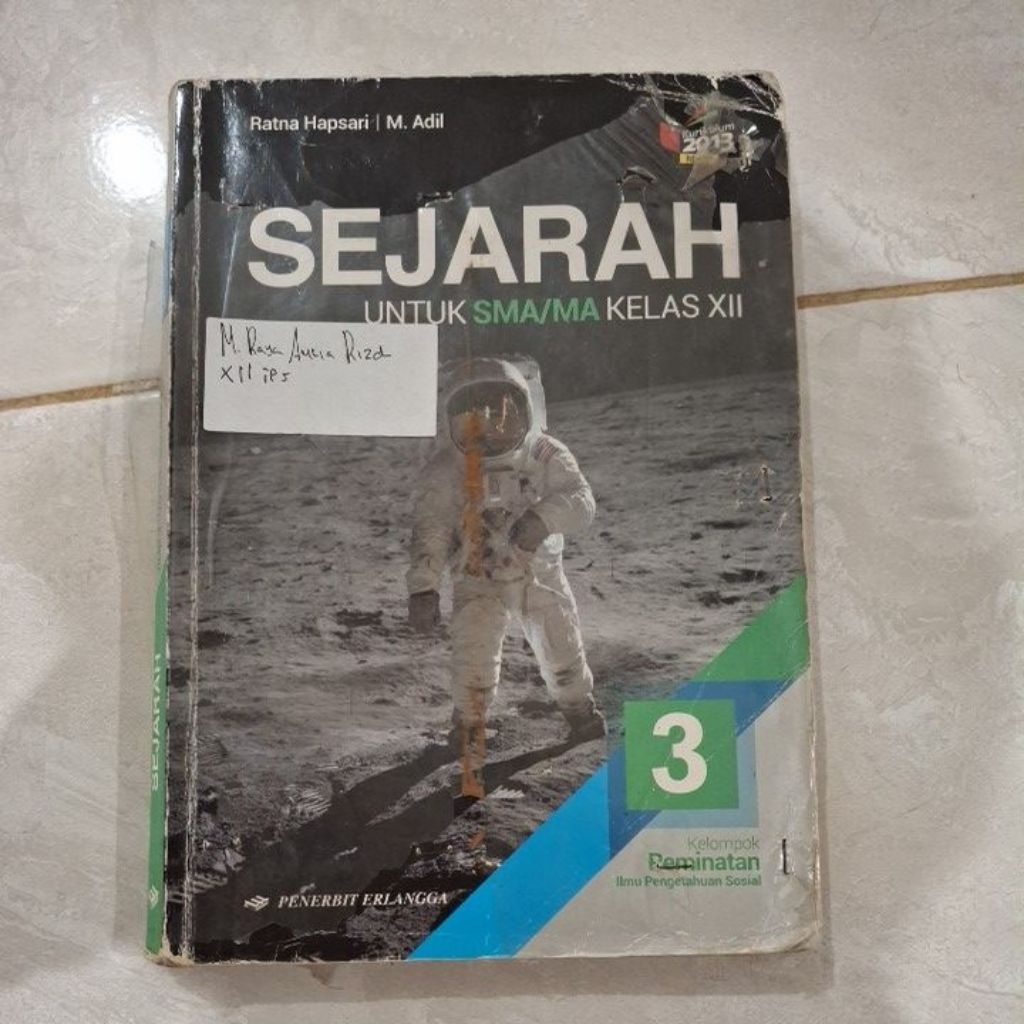 Ratna Hapsari | M. Adil
Kurikulum
2013
SEJARAH
UNTUK SMA/MA KELAS XII
M. Raya
XII IPS
3
Kelompok
Peminatan
Ilmu Pengetahuan Sosial
PENERBIT ERLANGGA
SEJARAH